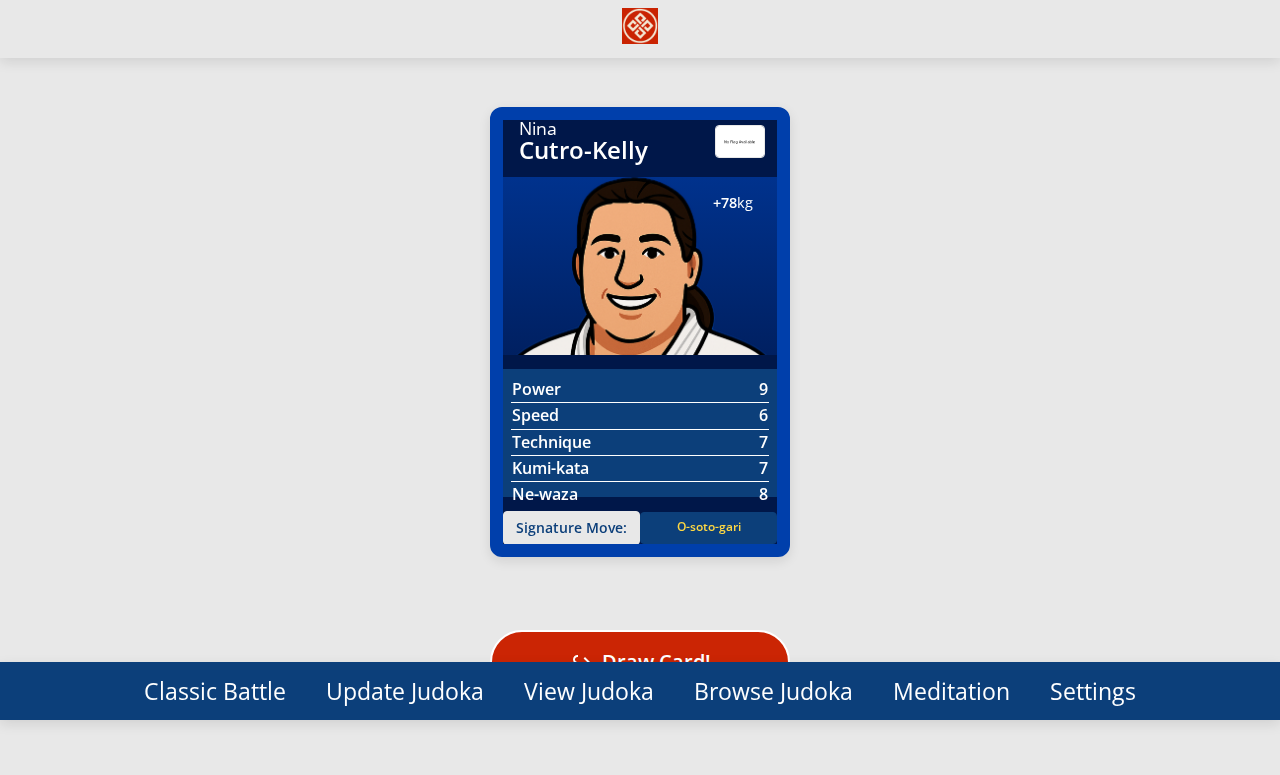 Nina
Cutro-Kelly
No Flag Available
+78kg
Power 9
Speed 6
Technique 7
Kumi-kata 7
Ne-waza 8
Signature Move: O-soto-gari
Draw Card!
Classic Battle Update Judoka View Judoka Browse Judoka Meditation Settings